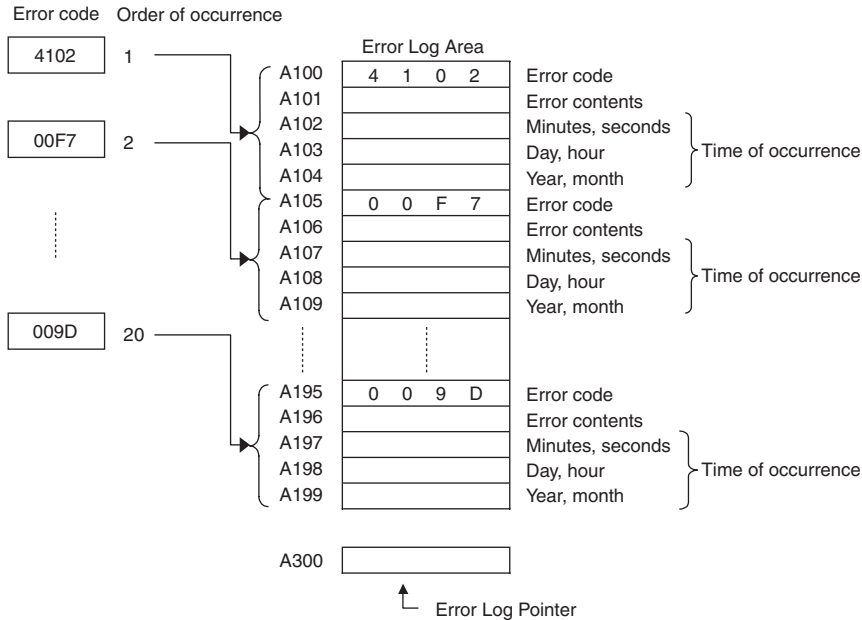 Error code Order of occurrence
4102 1
Error Log Area
A100 4 1 0 2 Error code
A101 Error contents
A102 Minutes, seconds
00F7 2
A103 Day, hour Time of occurrence
A104 Year, month
A105 0 0 F 7 Error code
A106 Error contents
A107 Minutes, seconds
A108 Day, hour Time of occurrence
A109 Year, month
009D 20
A195 0 0 9 D Error code
A196 Error contents
A197 Minutes, seconds
A198 Day, hour Time of occurrence
A199 Year, month
A300
Error Log Pointer